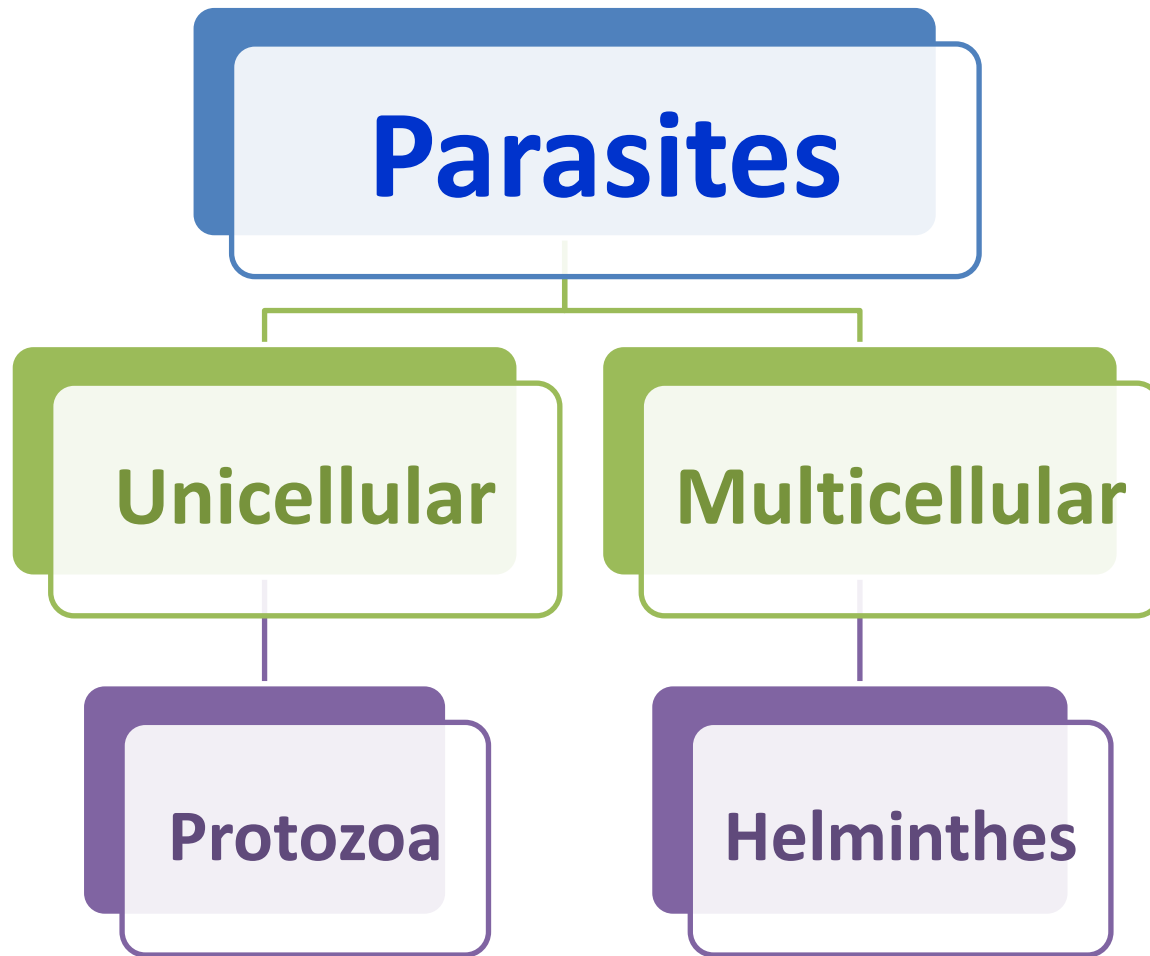 Parasites
Unicellular
Multicellular
Protozoa
Helminthes